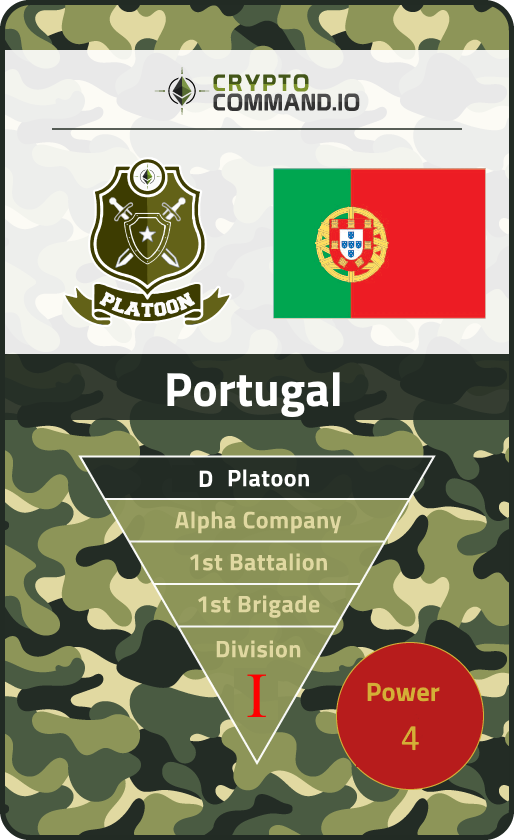 CRYPTO
COMMAND.IO
PLATOON
Portugal
D Platoon
Alpha Company
1st Battalion
1st Brigade
Division
I
Power
4